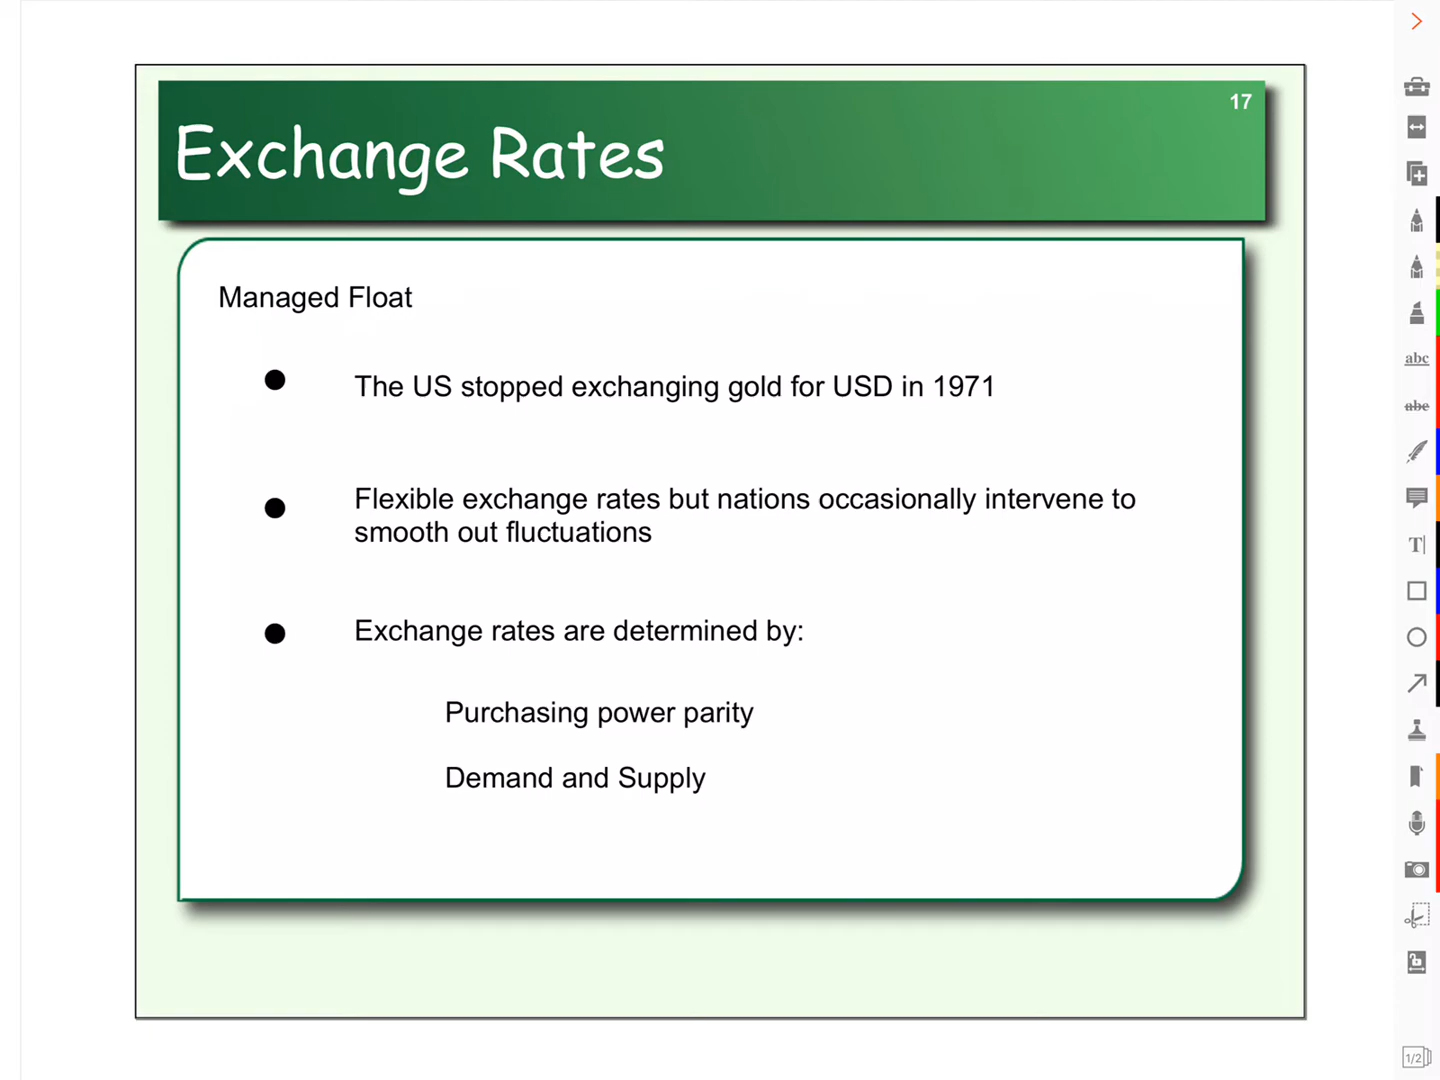 17
Exchange Rates
Managed Float
● The US stopped exchanging gold for USD in 1971
● Flexible exchange rates but nations occasionally intervene to
smooth out fluctuations
● Exchange rates are determined by:
Purchasing power parity
Demand and Supply
abc
abc
T
1/2